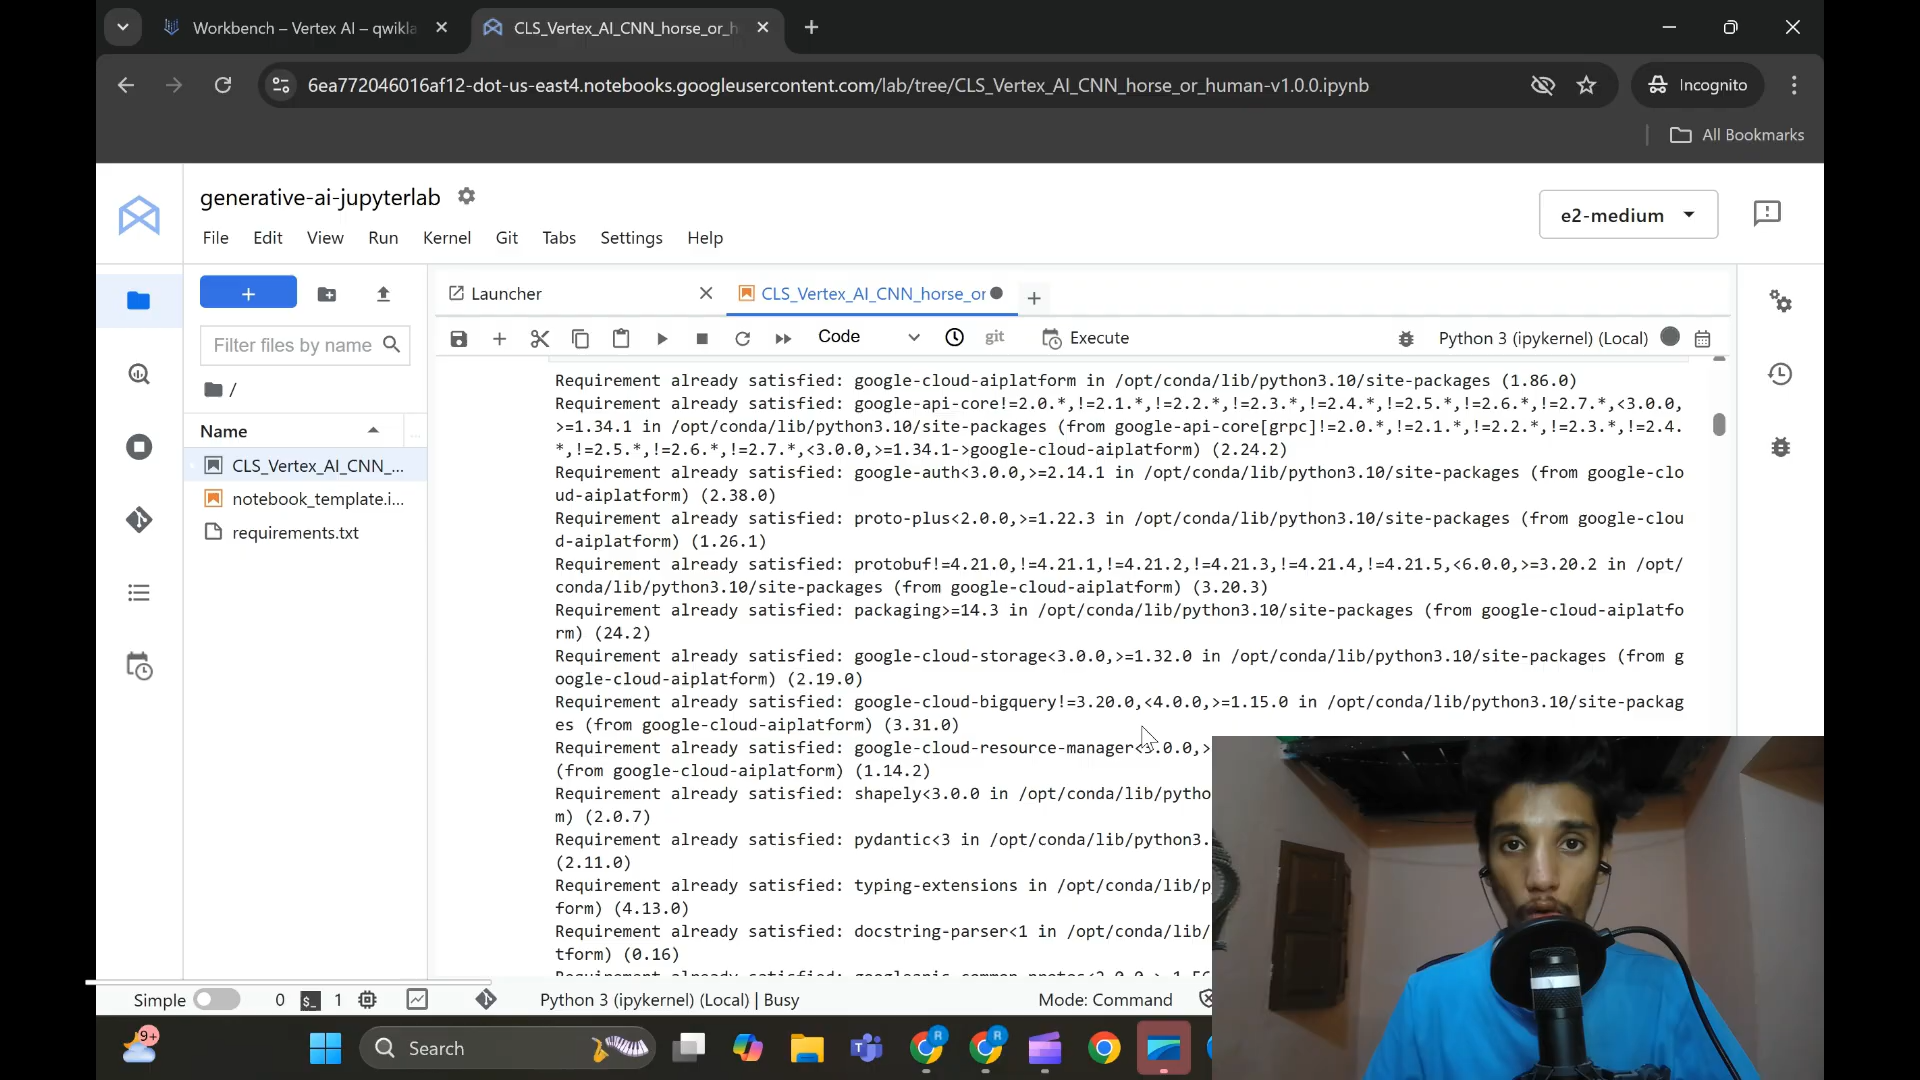 Workbench – Vertex AI – qwikla
CLS_Vertex_AI_CNN_horse_or_h
6ea772046016af12-dot-us-east4.notebooks.googleusercontent.com/lab/tree/CLS_Vertex_AI_CNN_horse_or_human-v1.0.0.ipynb
Incognito
All Bookmarks
generative-ai-jupyterlab
e2-medium
File Edit View Run Kernel Git Tabs Settings Help
Launcher
CLS_Vertex_AI_CNN_horse_or
Code
git
Execute
Python 3 (ipykernel) (Local)
Filter files by name
/
Name
CLS_Vertex_AI_CNN_...
notebook_template.i...
requirements.txt
Requirement already satisfied: google-cloud-aiplatform in /opt/conda/lib/python3.10/site-packages (1.86.0)
Requirement already satisfied: google-api-core!=2.0.*,!=2.1.*,!=2.2.*,!=2.3.*,!=2.4.*,!=2.5.*,!=2.6.*,!=2.7.*,<3.0.0,
>=1.34.1 in /opt/conda/lib/python3.10/site-packages (from google-api-core[grpc]!=2.0.*,!=2.1.*,!=2.2.*,!=2.3.*,!=2.4.
*,!=2.5.*,!=2.6.*,!=2.7.*,<3.0.0,>=1.34.1->google-cloud-aiplatform) (2.24.2)
Requirement already satisfied: google-auth<3.0.0,>=2.14.1 in /opt/conda/lib/python3.10/site-packages (from google-clo
ud-aiplatform) (2.38.0)
Requirement already satisfied: proto-plus<2.0.0,>=1.22.3 in /opt/conda/lib/python3.10/site-packages (from google-clou
d-aiplatform) (1.26.1)
Requirement already satisfied: protobuf!=4.21.0,!=4.21.1,!=4.21.2,!=4.21.3,!=4.21.4,!=4.21.5,<6.0.0,>=3.20.2 in /opt/
conda/lib/python3.10/site-packages (from google-cloud-aiplatform) (3.20.3)
Requirement already satisfied: packaging>=14.3 in /opt/conda/lib/python3.10/site-packages (from google-cloud-aiplatfo
rm) (24.2)
Requirement already satisfied: google-cloud-storage<3.0.0,>=1.32.0 in /opt/conda/lib/python3.10/site-packages (from g
oogle-cloud-aiplatform) (2.19.0)
Requirement already satisfied: google-cloud-bigquery!=3.20.0,<4.0.0,>=1.15.0 in /opt/conda/lib/python3.10/site-packag
es (from google-cloud-aiplatform) (3.31.0)
Requirement already satisfied: google-cloud-resource-manager<3.0.0,>
(from google-cloud-aiplatform) (1.14.2)
Requirement already satisfied: shapely<3.0.0 in /opt/conda/lib/pytho
m) (2.0.7)
Requirement already satisfied: pydantic<3 in /opt/conda/lib/python3.
(2.11.0)
Requirement already satisfied: typing-extensions in /opt/conda/lib/p
form) (4.13.0)
Requirement already satisfied: docstring-parser<1 in /opt/conda/lib/
tform) (0.16)
Simple 0 1 Python 3 (ipykernel) (Local) | Busy Mode: Command
9+
Search
R
R